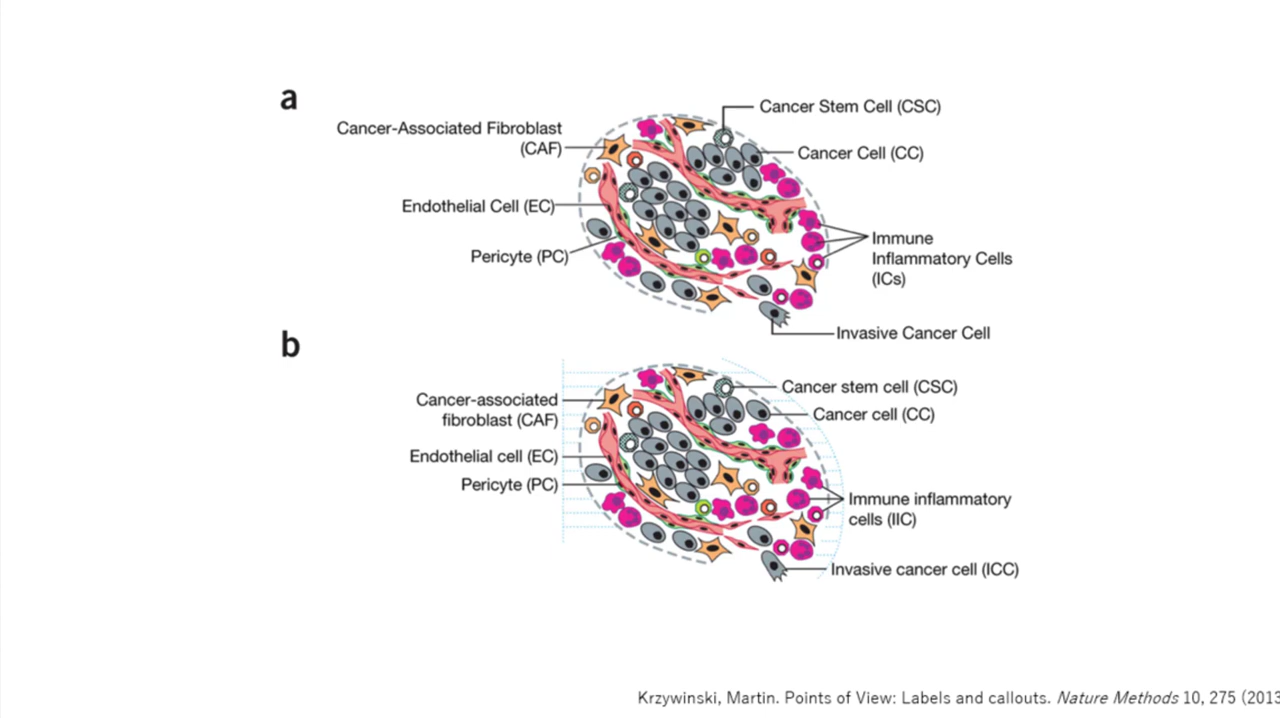 a
Cancer Stem Cell (CSC)
Cancer-Associated Fibroblast
(CAF)
Cancer Cell (CC)
Endothelial Cell (EC)
Immune
Inflammatory Cells
(ICs)
Pericyte (PC)
Invasive Cancer Cell
b
Cancer stem cell (CSC)
Cancer-associated
fibroblast (CAF)
Cancer cell (CC)
Endothelial cell (EC)
Pericyte (PC)
Immune inflammatory
cells (IIC)
Invasive cancer cell (ICC)
Krzywinski, Martin. Points of View: Labels and callouts. Nature Methods 10, 275 (2013